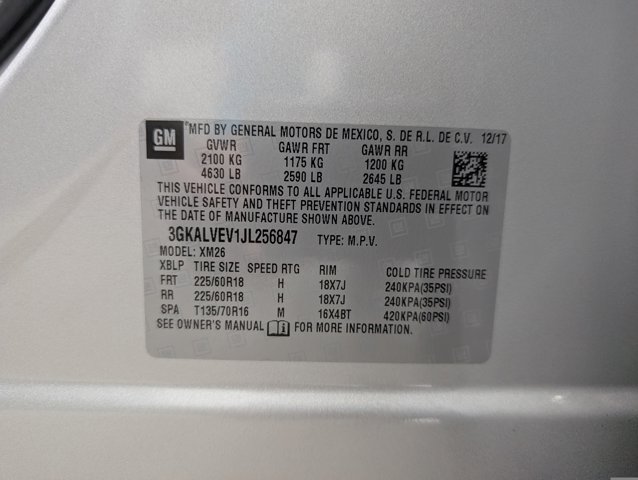 GM
MFD BY GENERAL MOTORS DE MEXICO, S. DE R.L. DE C.V. 12/17
GVWR GAWR FRT GAWR RR
2100 KG 1175 KG 1200 KG
4630 LB 2590 LB 2645 LB
THIS VEHICLE CONFORMS TO ALL APPLICABLE U.S. FEDERAL MOTOR
VEHICLE SAFETY AND THEFT PREVENTION STANDARDS IN EFFECT ON
THE DATE OF MANUFACTURE SHOWN ABOVE.
3GKALVEV1JL256847 TYPE: M.P.V.
MODEL: XM26
XBLP TIRE SIZE SPEED RTG RIM COLD TIRE PRESSURE
FRT 225/60R18 H 18X7J 240KPA(35PSI)
RR 225/60R18 H 18X7J 240KPA(35PSI)
SPA T135/70R16 M 16X4BT 420KPA(60PSI)
SEE OWNER'S MANUAL FOR MORE INFORMATION.